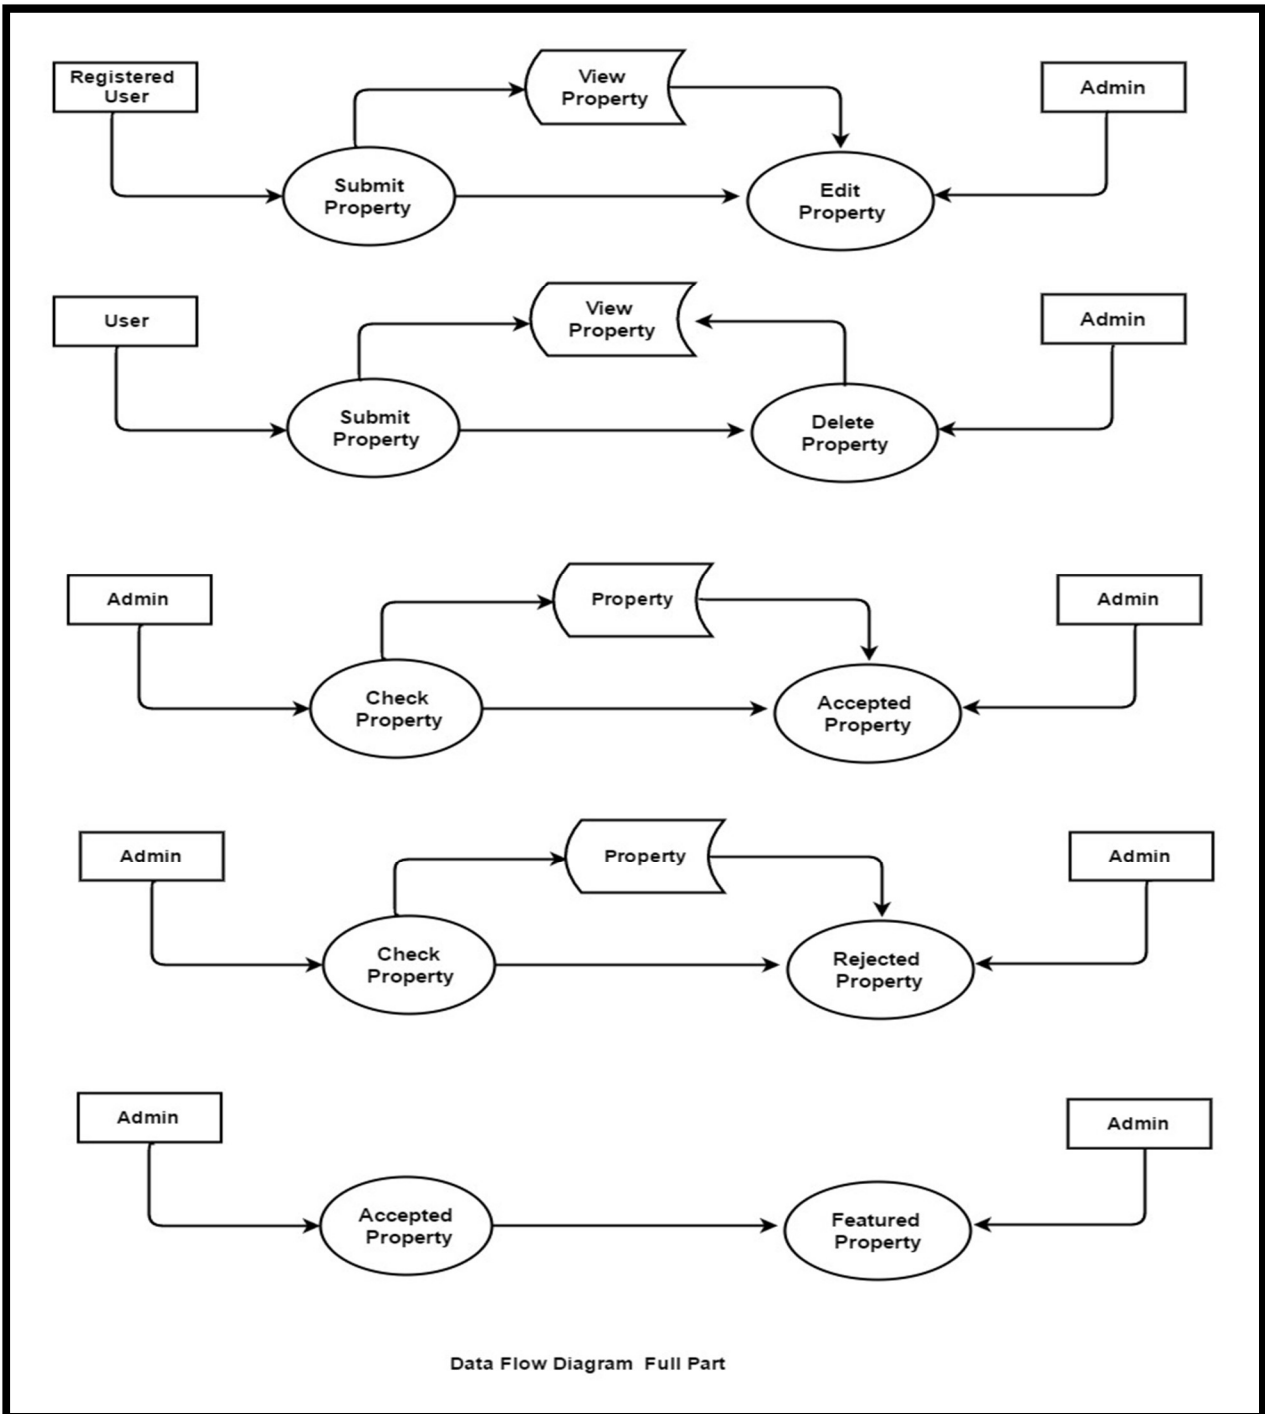 Registered
User
View
Property
Admin
Submit
Property
Edit
Property
User
View
Property
Admin
Submit
Property
Delete
Property
Admin
Property
Admin
Check
Property
Accepted
Property
Admin
Property
Admin
Check
Property
Rejected
Property
Admin
Admin
Accepted
Property
Featured
Property
Data Flow Diagram Full Part